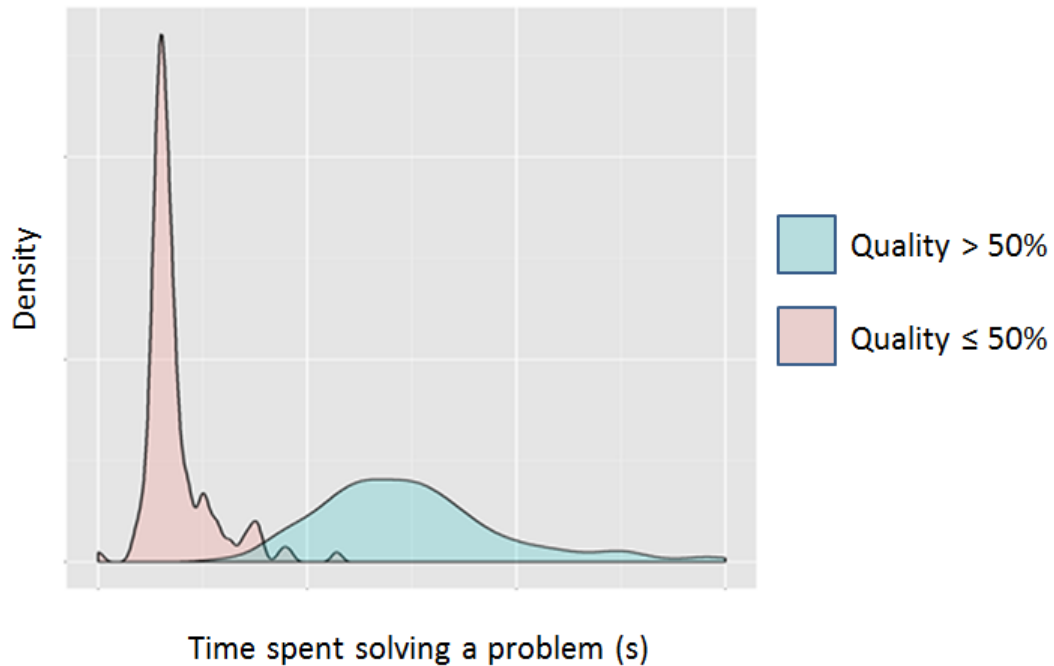 Density
Quality > 50%
Quality ≤ 50%
Time spent solving a problem (s)